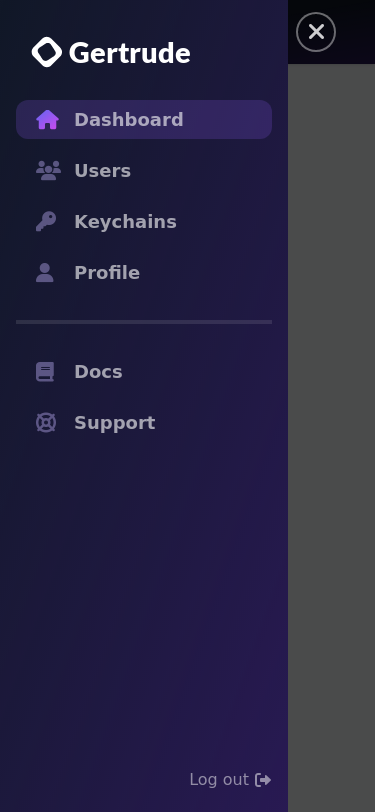 Gertrude
Dashboard
Users
Keychains
Profile
Docs
Support
Log out